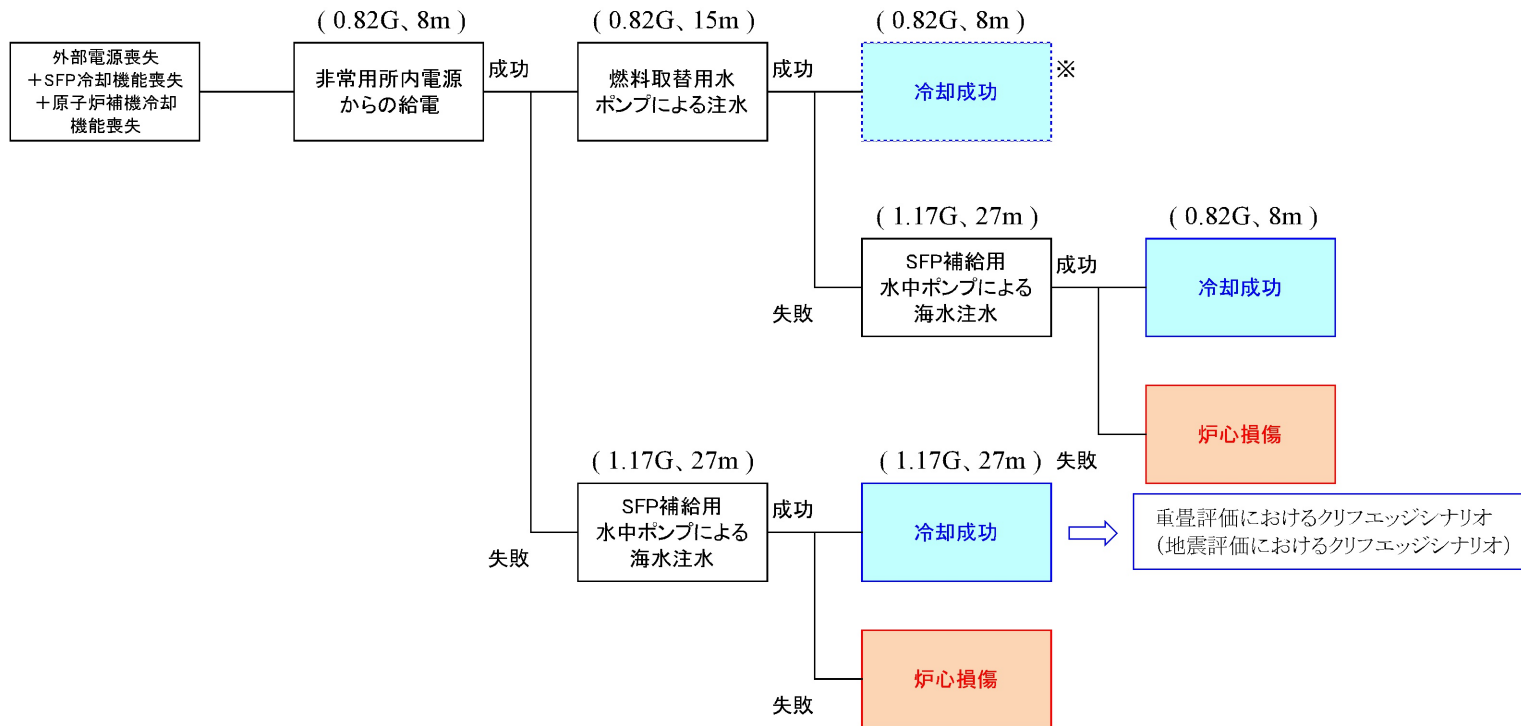 外部電源喪失
+SFP冷却機能喪失
+原子炉補機冷却
機能喪失
( 0.82G、8m )
非常用所内電源
からの給電
成功
( 0.82G、15m )
燃料取替用水
ポンプによる注水
成功
( 0.82G、8m )
冷却成功
※
失敗
( 1.17G、27m )
SFP補給用
水中ポンプによる
海水注水
成功
( 0.82G、8m )
冷却成功
失敗
炉心損傷
失敗
( 1.17G、27m )
SFP補給用
水中ポンプによる
海水注水
成功
( 1.17G、27m )
冷却成功
重畳評価におけるクリフエッジシナリオ
(地震評価におけるクリフエッジシナリオ)
失敗
炉心損傷